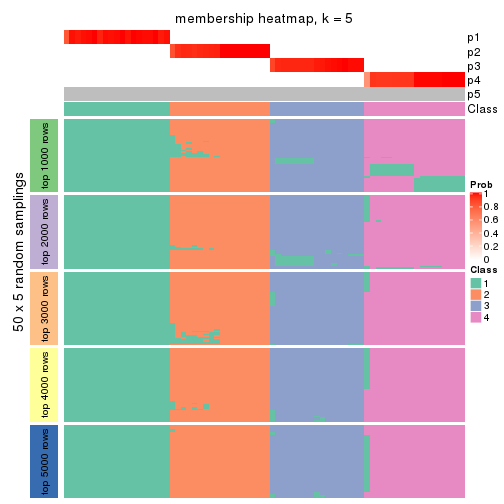 membership heatmap, k = 5
p1
p2
p3
p4
p5
Class
50 x 5 random samplings
top 1000 rows
top 2000 rows
top 3000 rows
top 4000 rows
top 5000 rows
Prob
1
0.8
0.6
0.4
0.2
0
Class
1
2
3
4